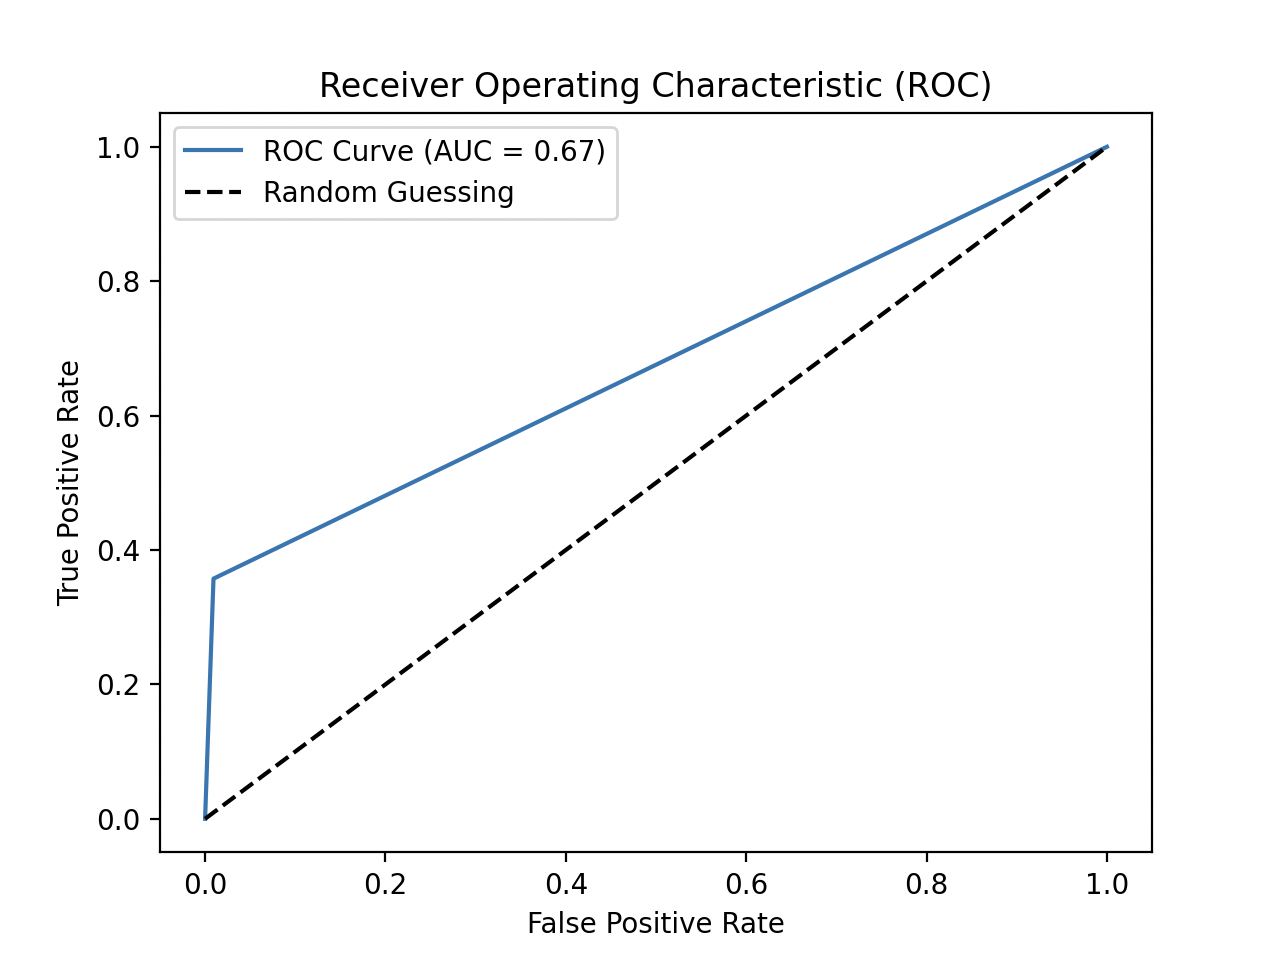 Receiver Operating Characteristic (ROC)
ROC Curve (AUC = 0.67)
Random Guessing
1.0
0.8
0.6
0.4
0.2
0.0
True Positive Rate
0.0 0.2 0.4 0.6 0.8 1.0
False Positive Rate